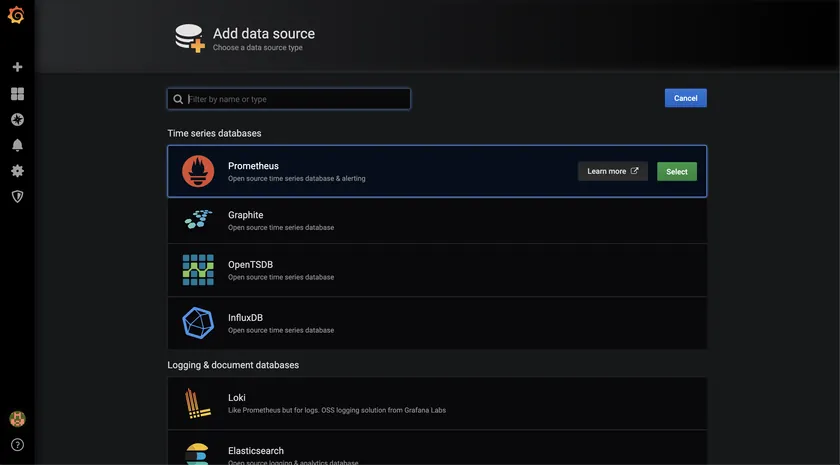 Add data source
Choose a data source type
Filter by name or type
Cancel
Time series databases
Prometheus
Open source time series database & alerting
Learn more
Select
Graphite
Open source time series database
OpenTSDB
Open source time series database
InfluxDB
Open source time series database
Logging & document databases
Loki
Like Prometheus but for logs. OSS logging solution from Grafana Labs
Elasticsearch
Open source logging & analytics database
?